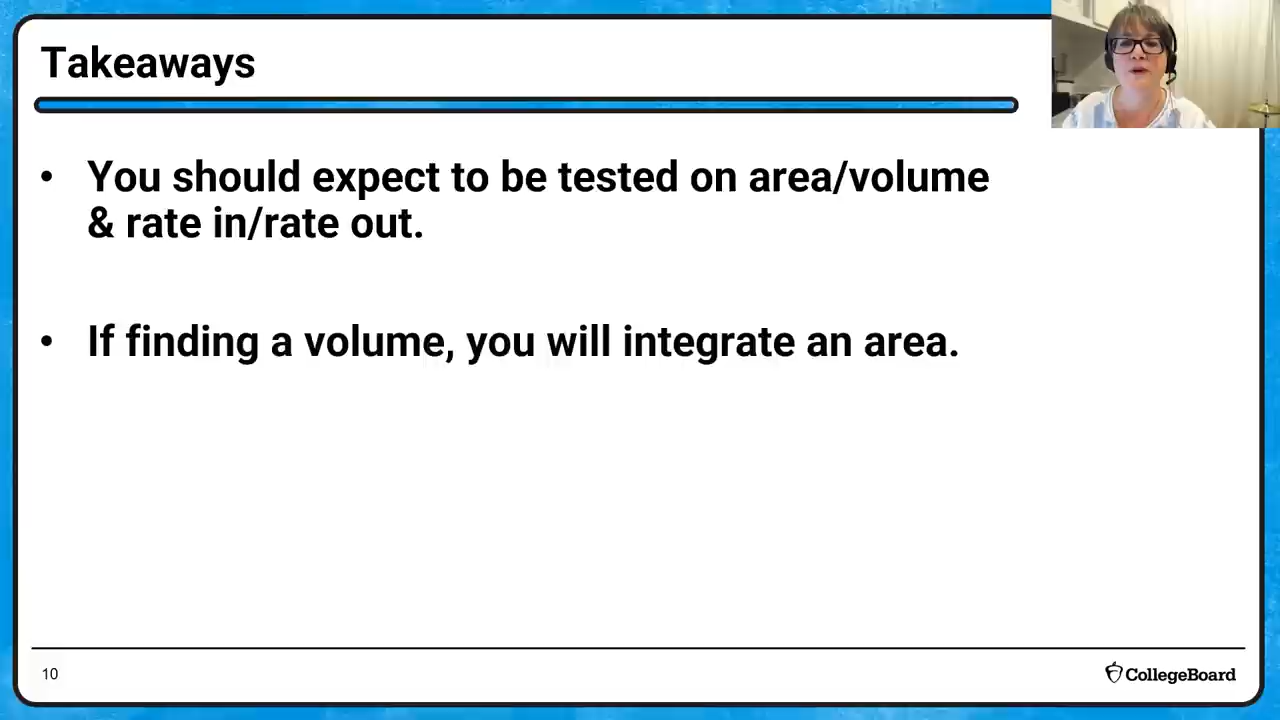 Takeaways
• You should expect to be tested on area/volume
& rate in/rate out.
• If finding a volume, you will integrate an area.
10
CollegeBoard